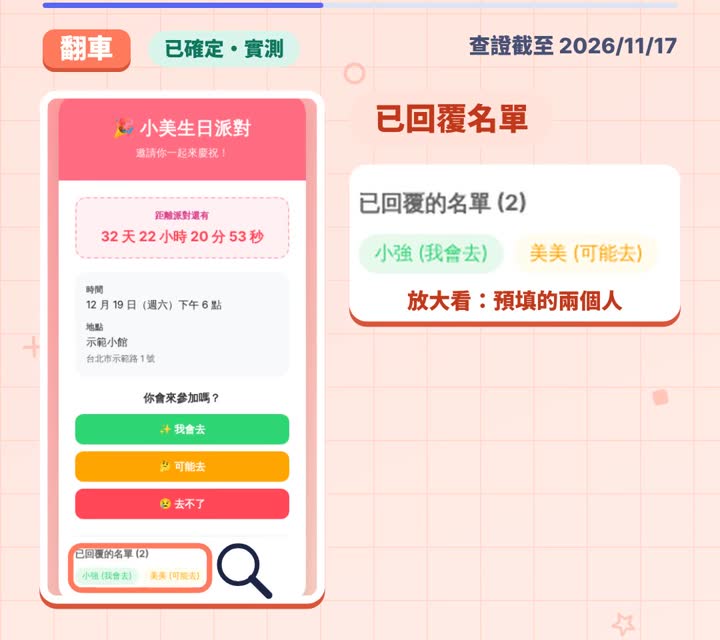 翻車
已確定・實測
查證截至 2026/11/17
🎉 小美生日派對
邀請你一起來慶祝！
距離派對還有
32 天 22 小時 20 分 53 秒
時間
12 月 19 日（週六）下午 6 點
地點
示範小館
台北市示範路 1 號
你會來參加嗎？
✨ 我會去
🤔 可能去
😢 去不了
已回覆的名單 (2)
小強 (我會去)
美美 (可能去)
已回覆名單
已回覆的名單 (2)
小強 (我會去)
美美 (可能去)
放大看：預填的兩個人